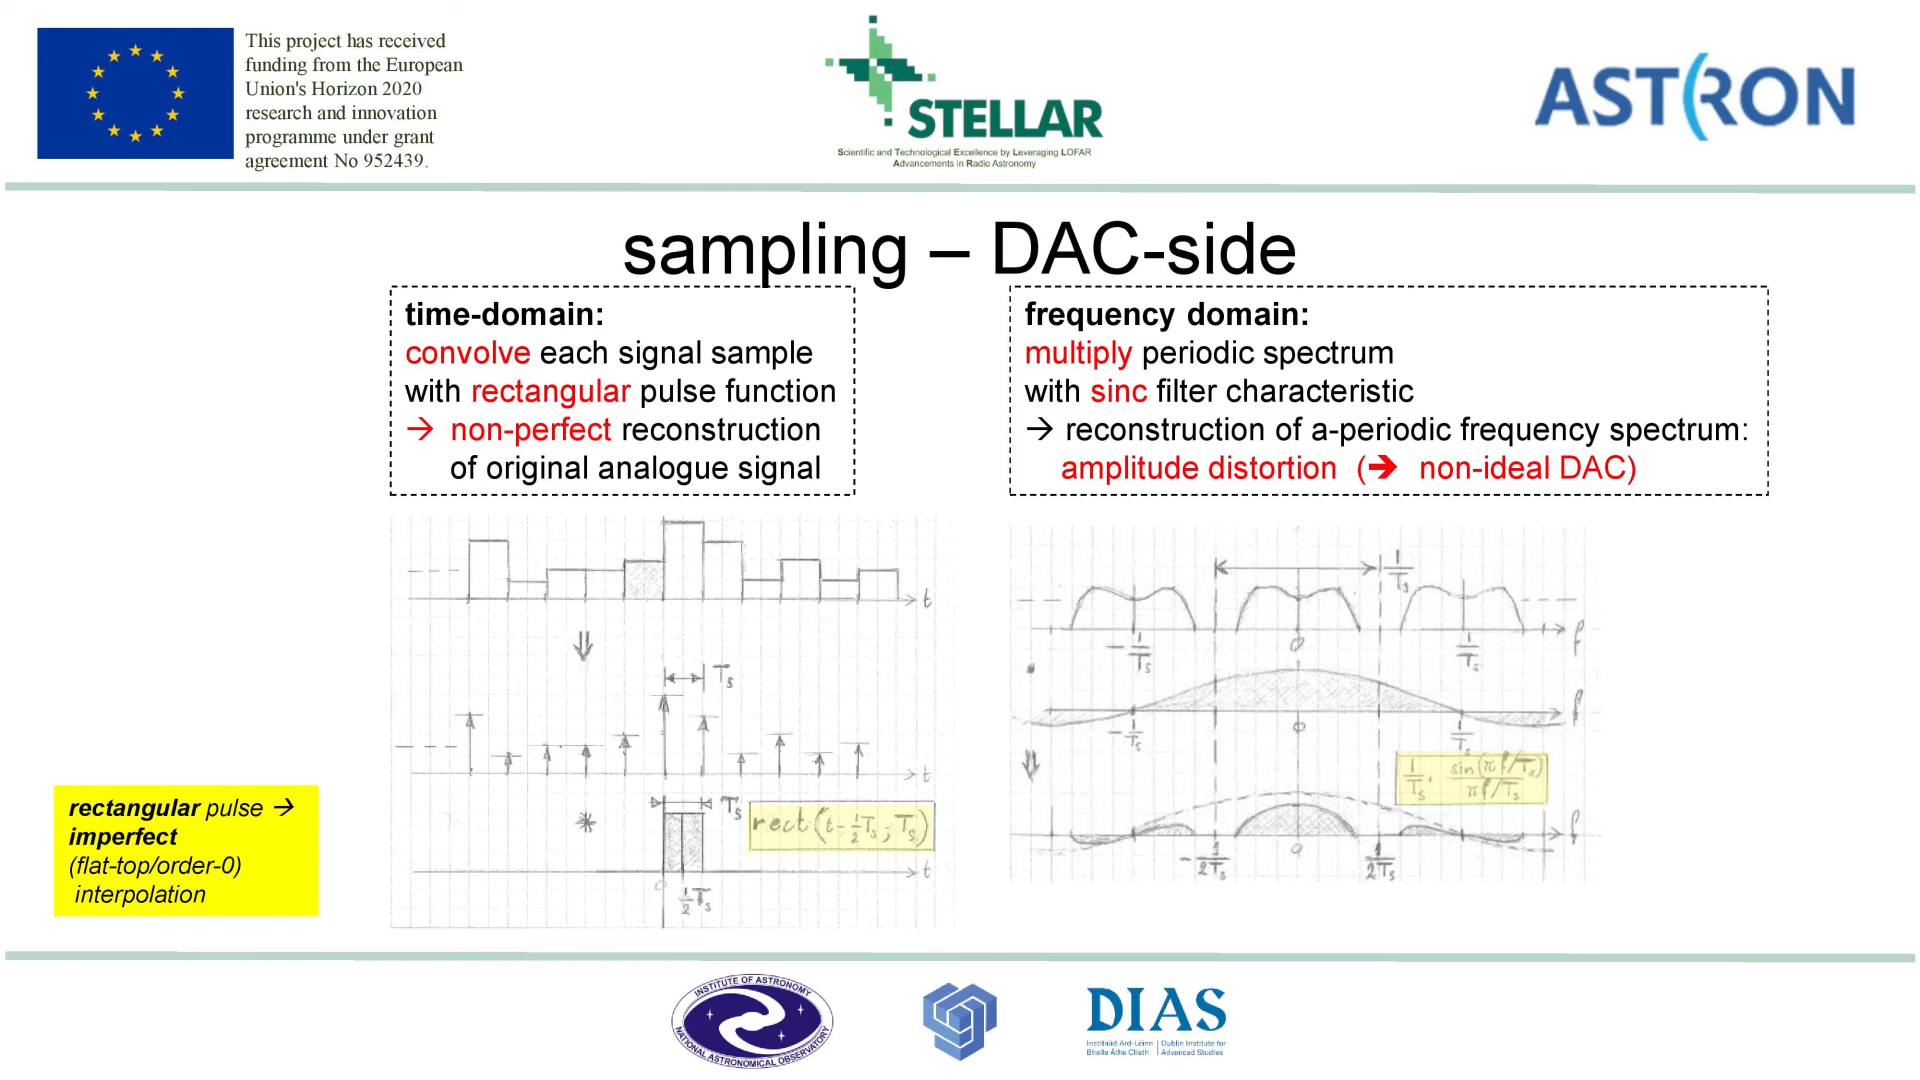 This project has received
funding from the European
Union's Horizon 2020
research and innovation
programme under grant
agreement No 952439.
STELLAR
Scientific and Technological Excellence by Leveraging LOFAR
Advancements in Radio Astronomy
ASTRON
sampling – DAC-side
time-domain:
convolve each signal sample
with rectangular pulse function
→ non-perfect reconstruction
of original analogue signal
frequency domain:
multiply periodic spectrum
with sinc filter characteristic
→ reconstruction of a-periodic frequency spectrum:
amplitude distortion (→ non-ideal DAC)
t
Ts
t
Ts
rect(t-½Ts; Ts)
t
0
½Ts
1/Ts
-1/Ts
0
1/Ts
f
-1/Ts
0
1/Ts
f
1/Ts · sin(πf/Ts)/πf/Ts
-1/2Ts
0
1/2Ts
f
rectangular pulse →
imperfect
(flat-top/order-0)
interpolation
INSTITUTE OF ASTRONOMY
NATIONAL ASTRONOMICAL OBSERVATORY
DIAS
Institiúid Ard-Léinn | Dublin Institute for
Bhaile Átha Cliath | Advanced Studies